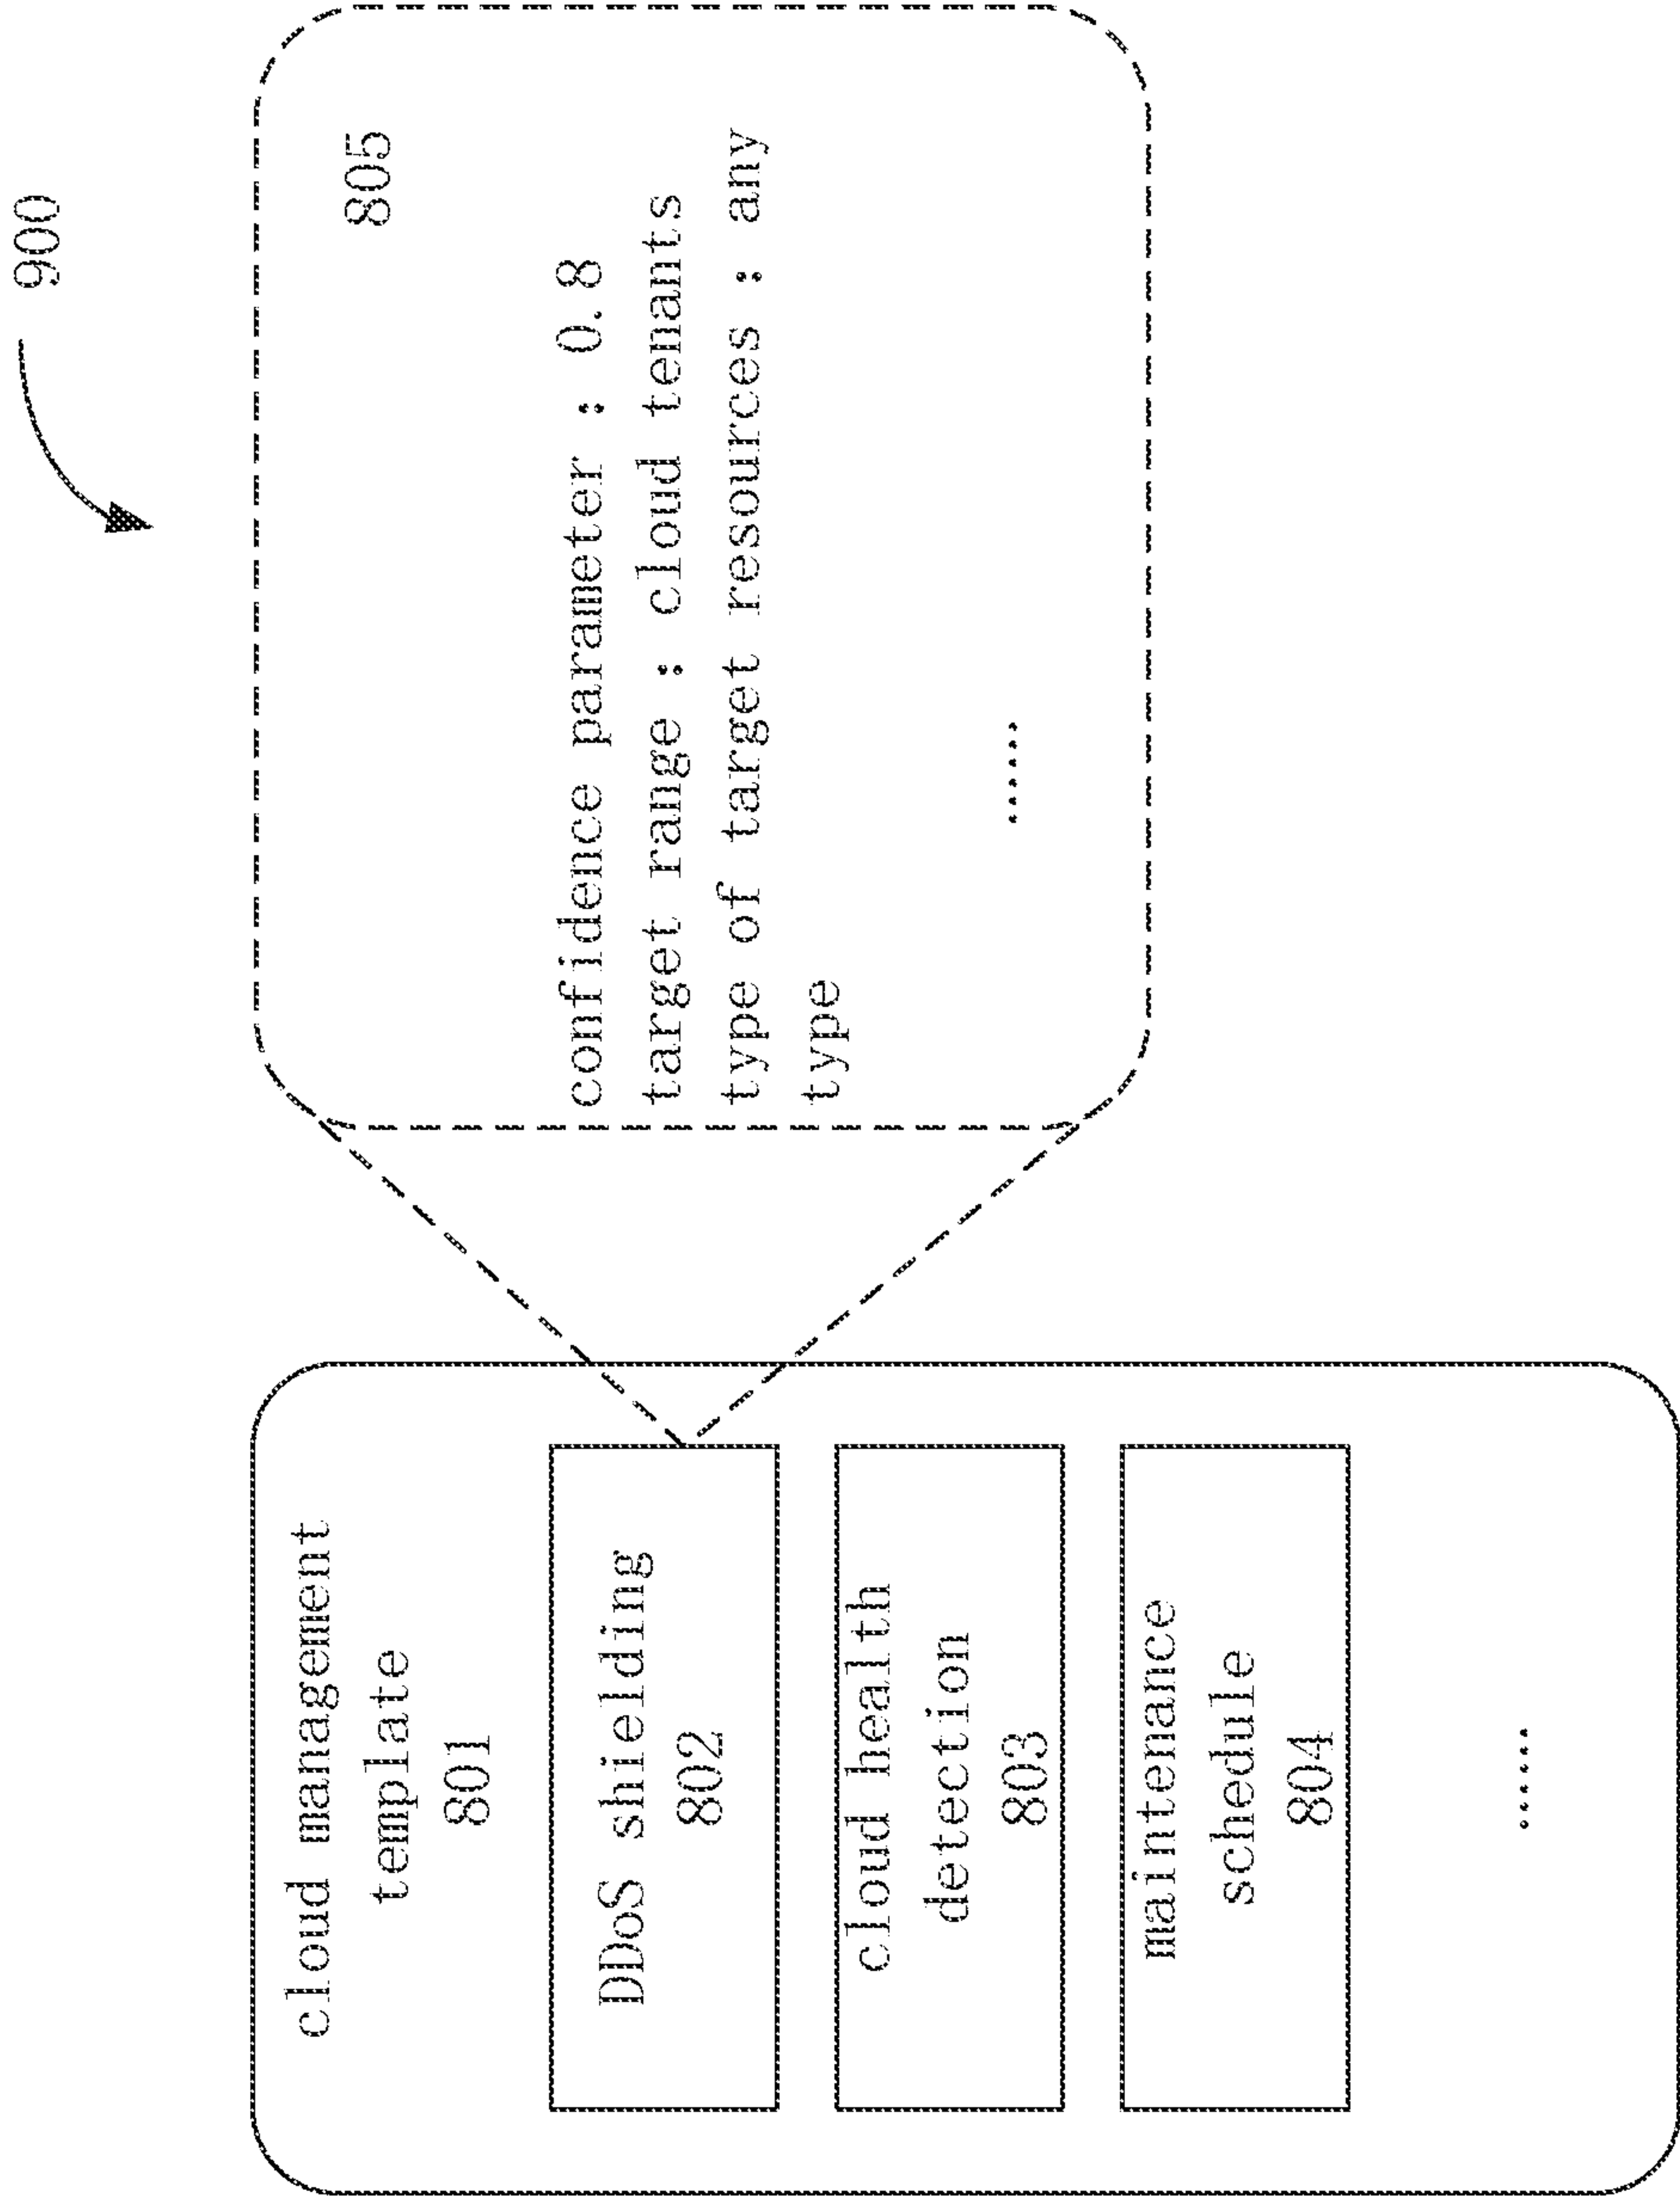 900
cloud management
template
801
DDoS shielding
802
cloud health
detection
803
maintenance
schedule
804
......
805
confidence parameter : 0.8
target range : cloud tenants
type of target resources : any
type
......